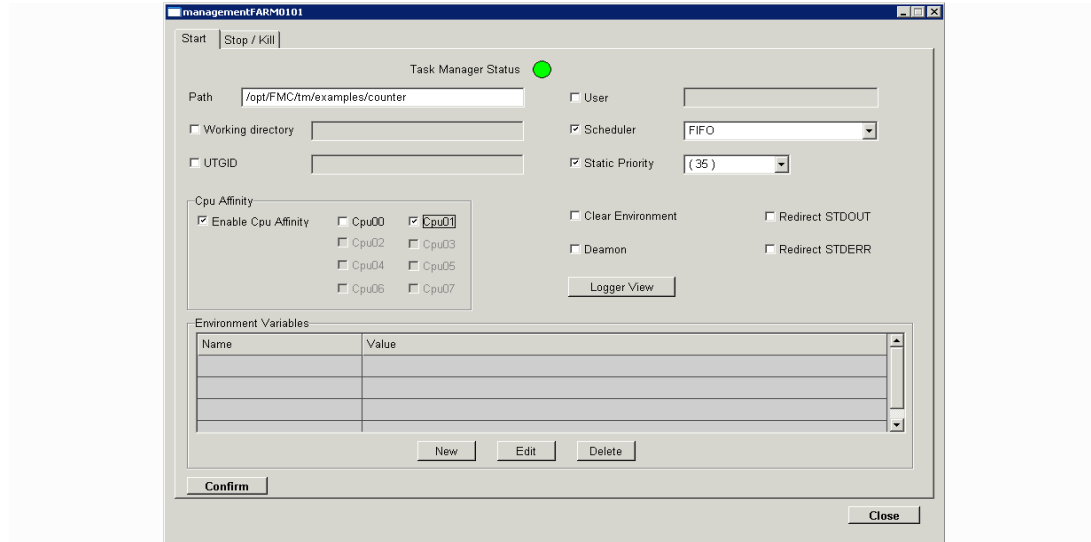 managementFARM0101
Start Stop / Kill
Task Manager Status
Path /opt/FMC/tm/examples/counter User
Working directory Scheduler FIFO
UTGID Static Priority ( 35 )
Cpu Affinity
Enable Cpu Affinity Cpu00 Cpu01 Clear Environment Redirect STDOUT
Cpu02 Cpu03
Deamon Redirect STDERR
Cpu04 Cpu05
Cpu06 Cpu07 Logger View
Environment Variables
Name Value
New Edit Delete
Confirm
Close